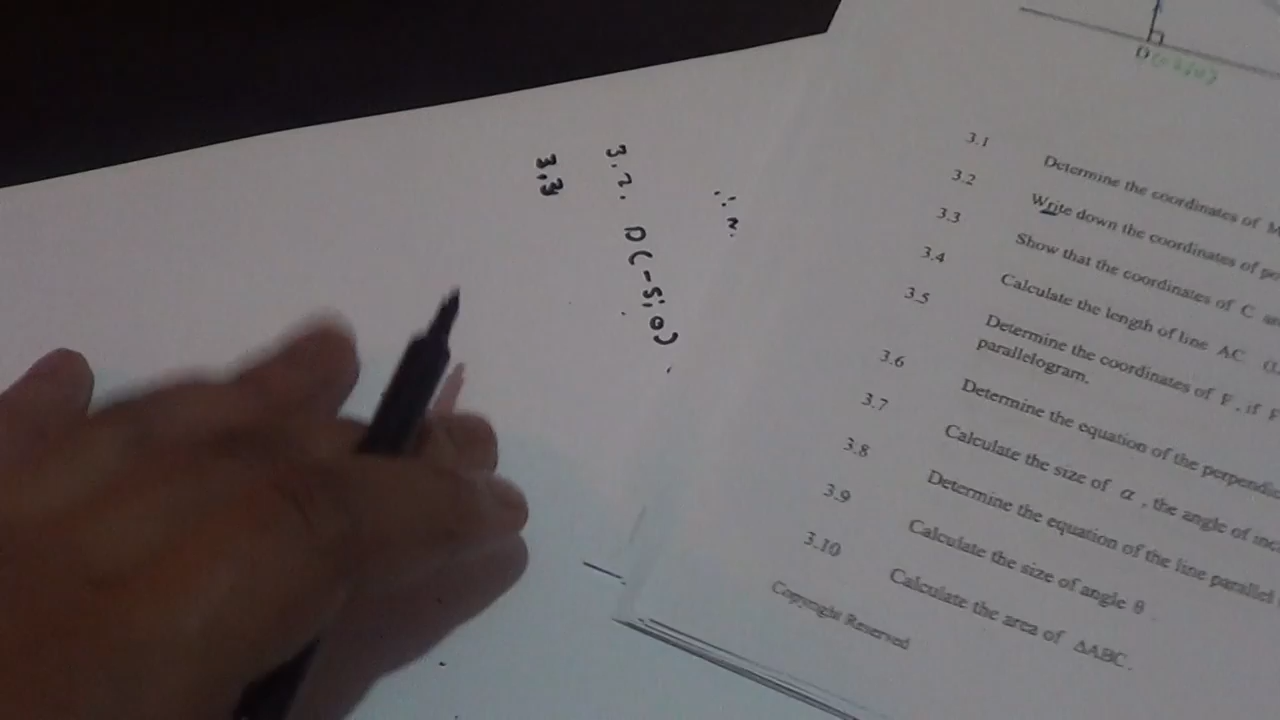 ∴ M
3.2. D(-5;0)
3.3
D(-5;0)
3.1 Determine the coordinates of M
3.2 Write down the coordinates of
3.3 Show that the coordinates of C
3.4 Calculate the length of line AC
3.5 Determine the coordinates of F, if
parallelogram.
3.6 Determine the equation of the
3.7 Calculate the size of α, the angle of
3.8 Determine the equation of the line parallel
3.9 Calculate the size of angle θ
3.10 Calculate the area of ΔABC.
Copyright Reserved